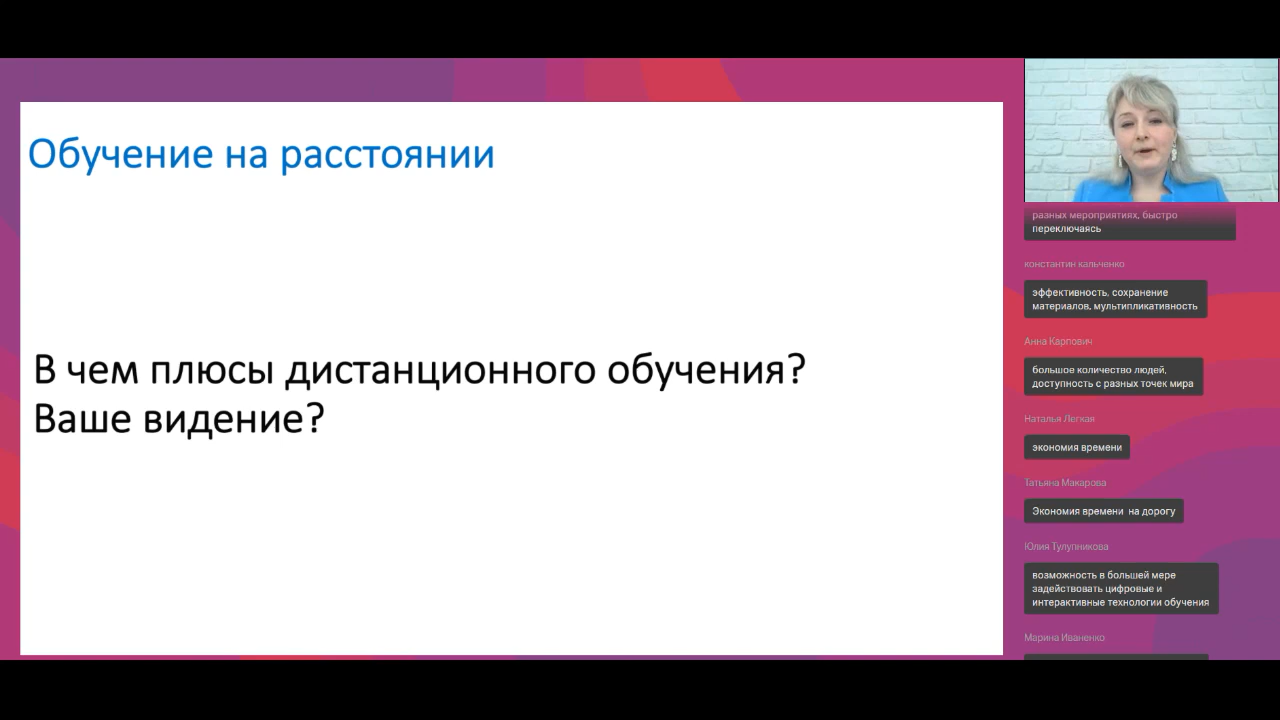 Обучение на расстоянии
В чем плюсы дистанционного обучения?
Ваше видение?
разных мероприятиях, быстро
переключаясь
константин кальченко
эффективность, сохранение
материалов, мультипликативность
Анна Карпович
большое количество людей,
доступность с разных точек мира
Наталья Легкая
экономия времени
Татьяна Макарова
Экономия времени на дорогу
Юлия Тулупникова
возможность в большей мере
задействовать цифровые и
интерактивные технологии обучения
Марина Иваненко